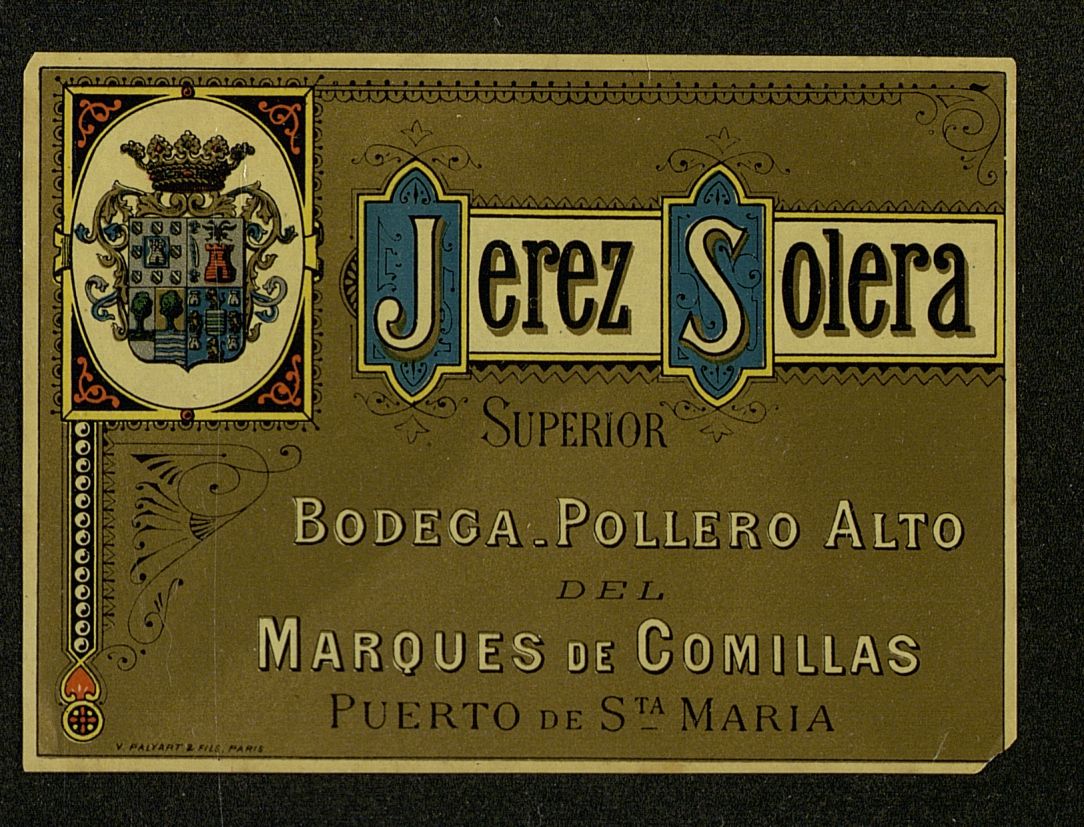 Jerez Solera
SUPERIOR
BODEGA-POLLERO ALTO
DEL
MARQUES DE COMILLAS
PUERTO DE STA MARIA
V. PALYART & FILS, PARIS